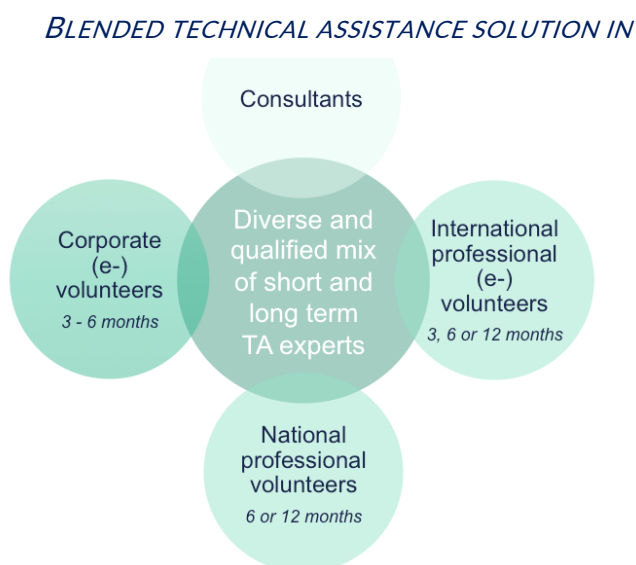 BLENDED TECHNICAL ASSISTANCE SOLUTION IN
Consultants
Diverse and
qualified mix
of short and
long term
TA experts
Corporate
(e-)
volunteers
3 - 6 months
International
professional
(e-)
volunteers
3, 6 or 12 months
National
professional
volunteers
6 or 12 months